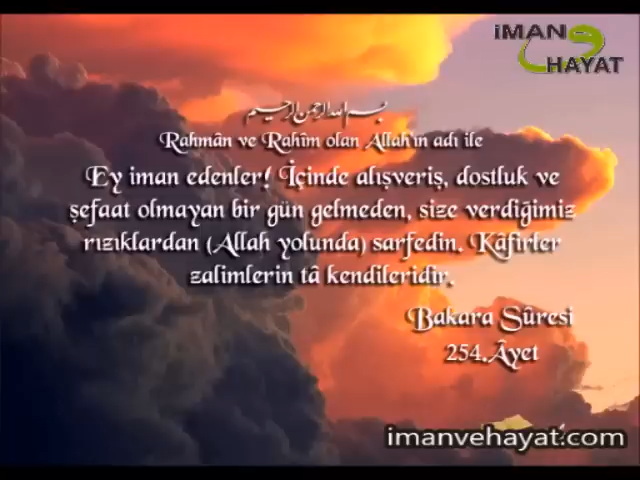 iMAN
HAYAT
بسم الله الرحمن الرحيم
Rahmân ve Rahîm olan Allah'ın adı ile
Ey iman edenler! İçinde alışveriş, dostluk ve
şefaat olmayan bir gün gelmeden, size verdiğimiz
rızıklardan (Allah yolunda) sarfedin. Kâfirler
zalimlerin tâ kendileridir.
Bakara Sûresi
254.Âyet
imanvehayat.com